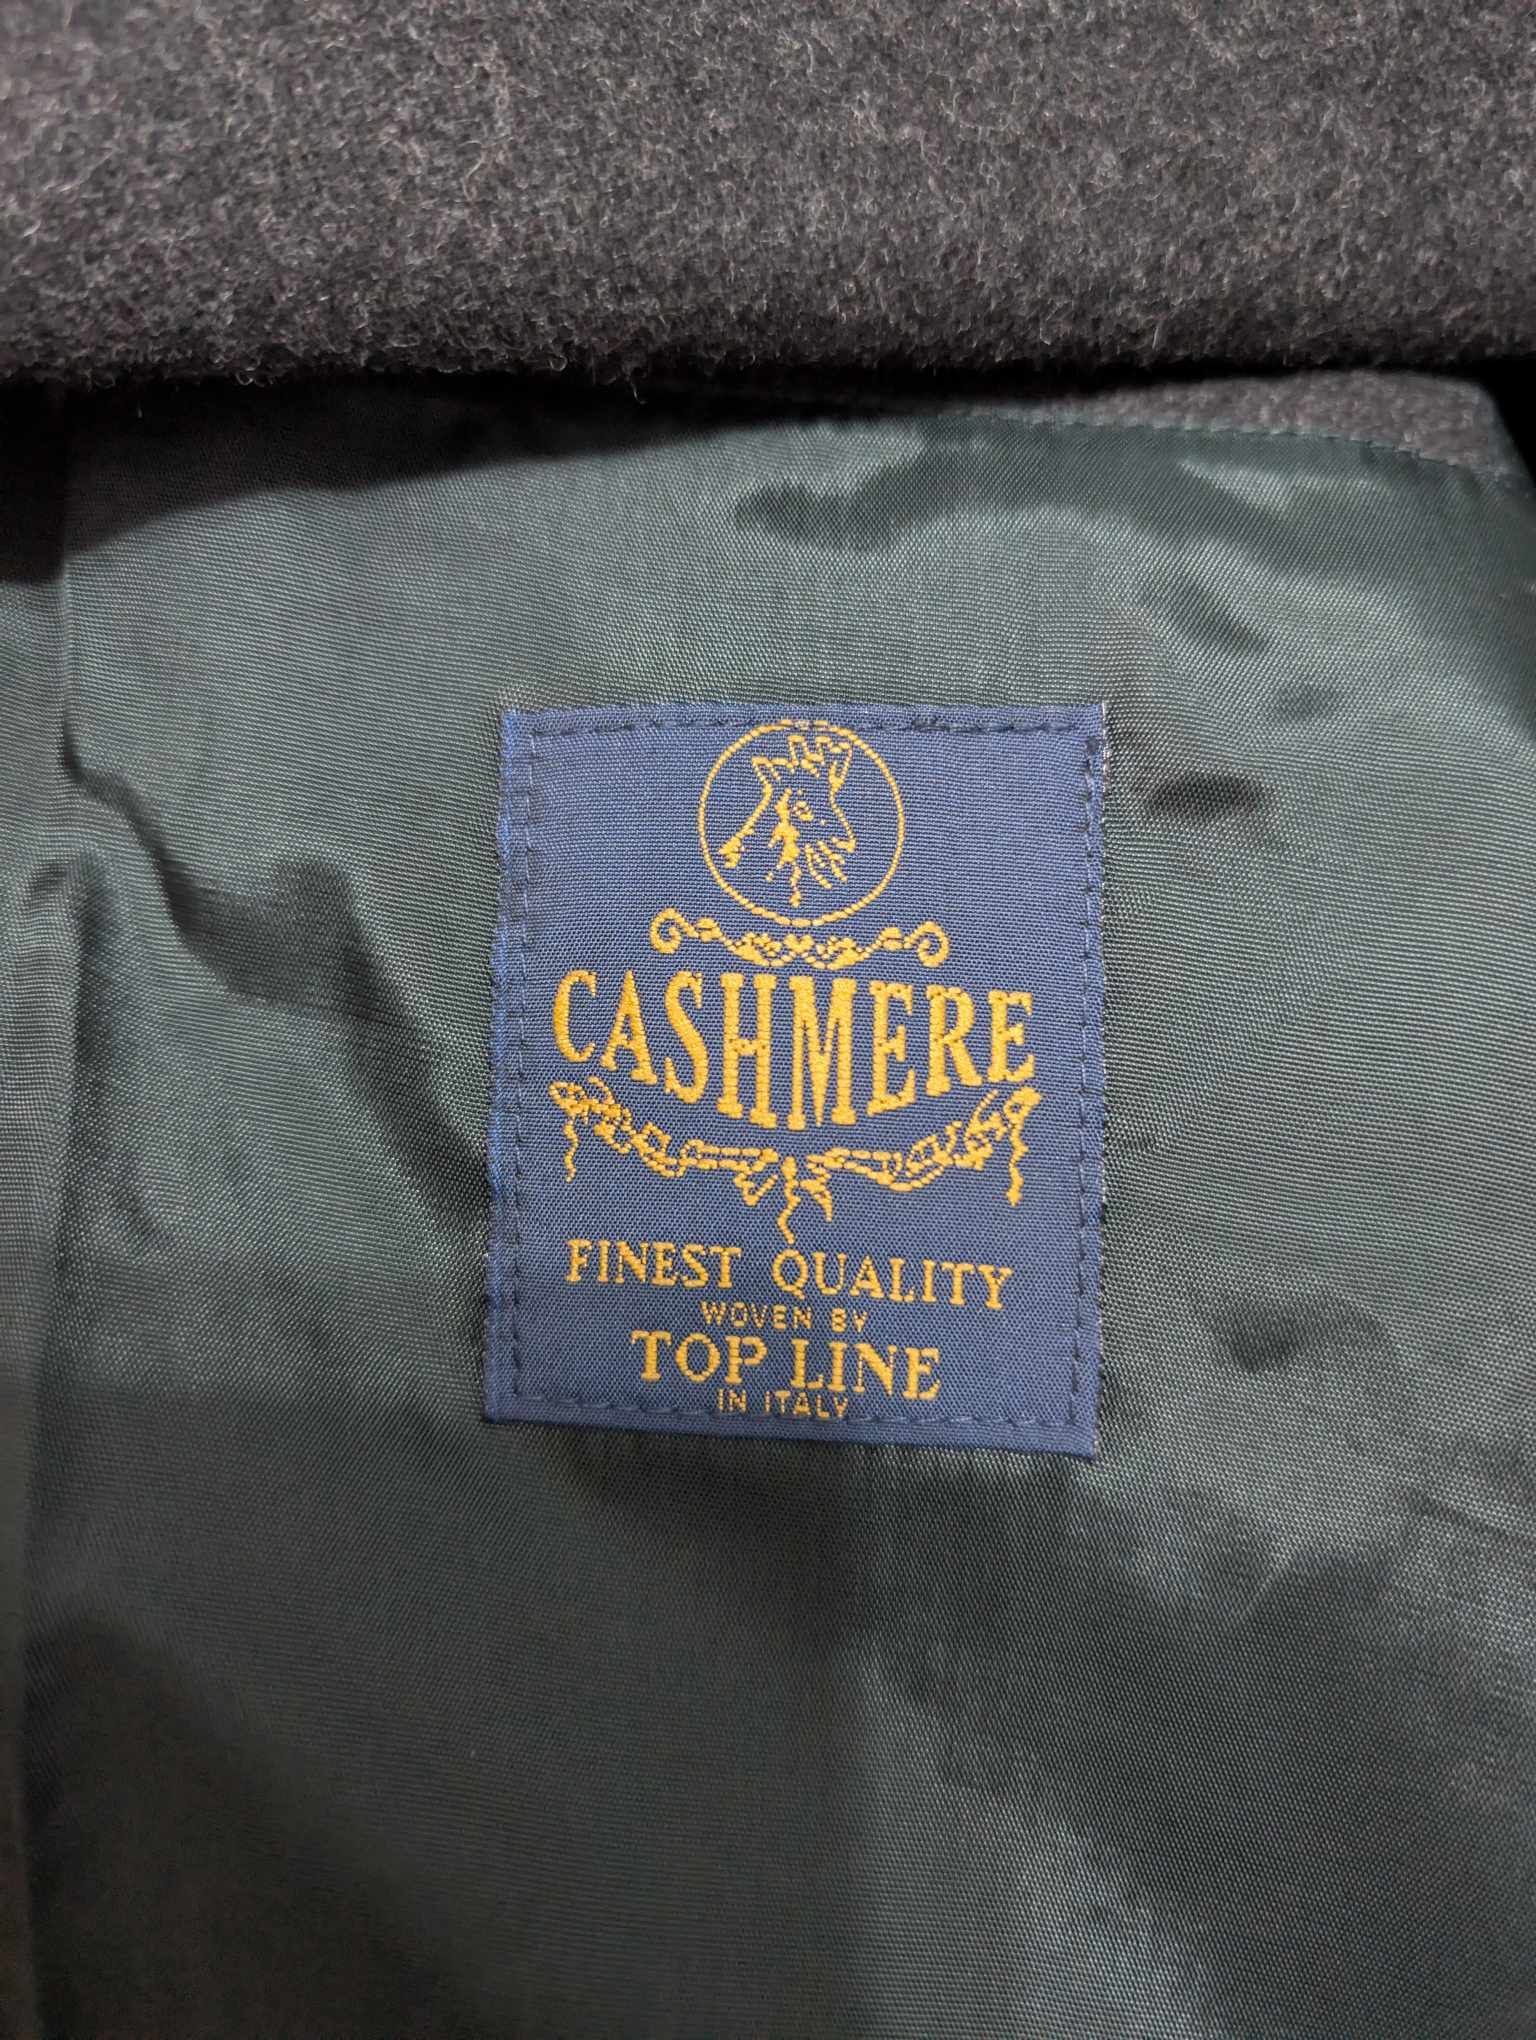 CASHMERE
FINEST QUALITY
WOVEN BY
TOP LINE
IN ITALY